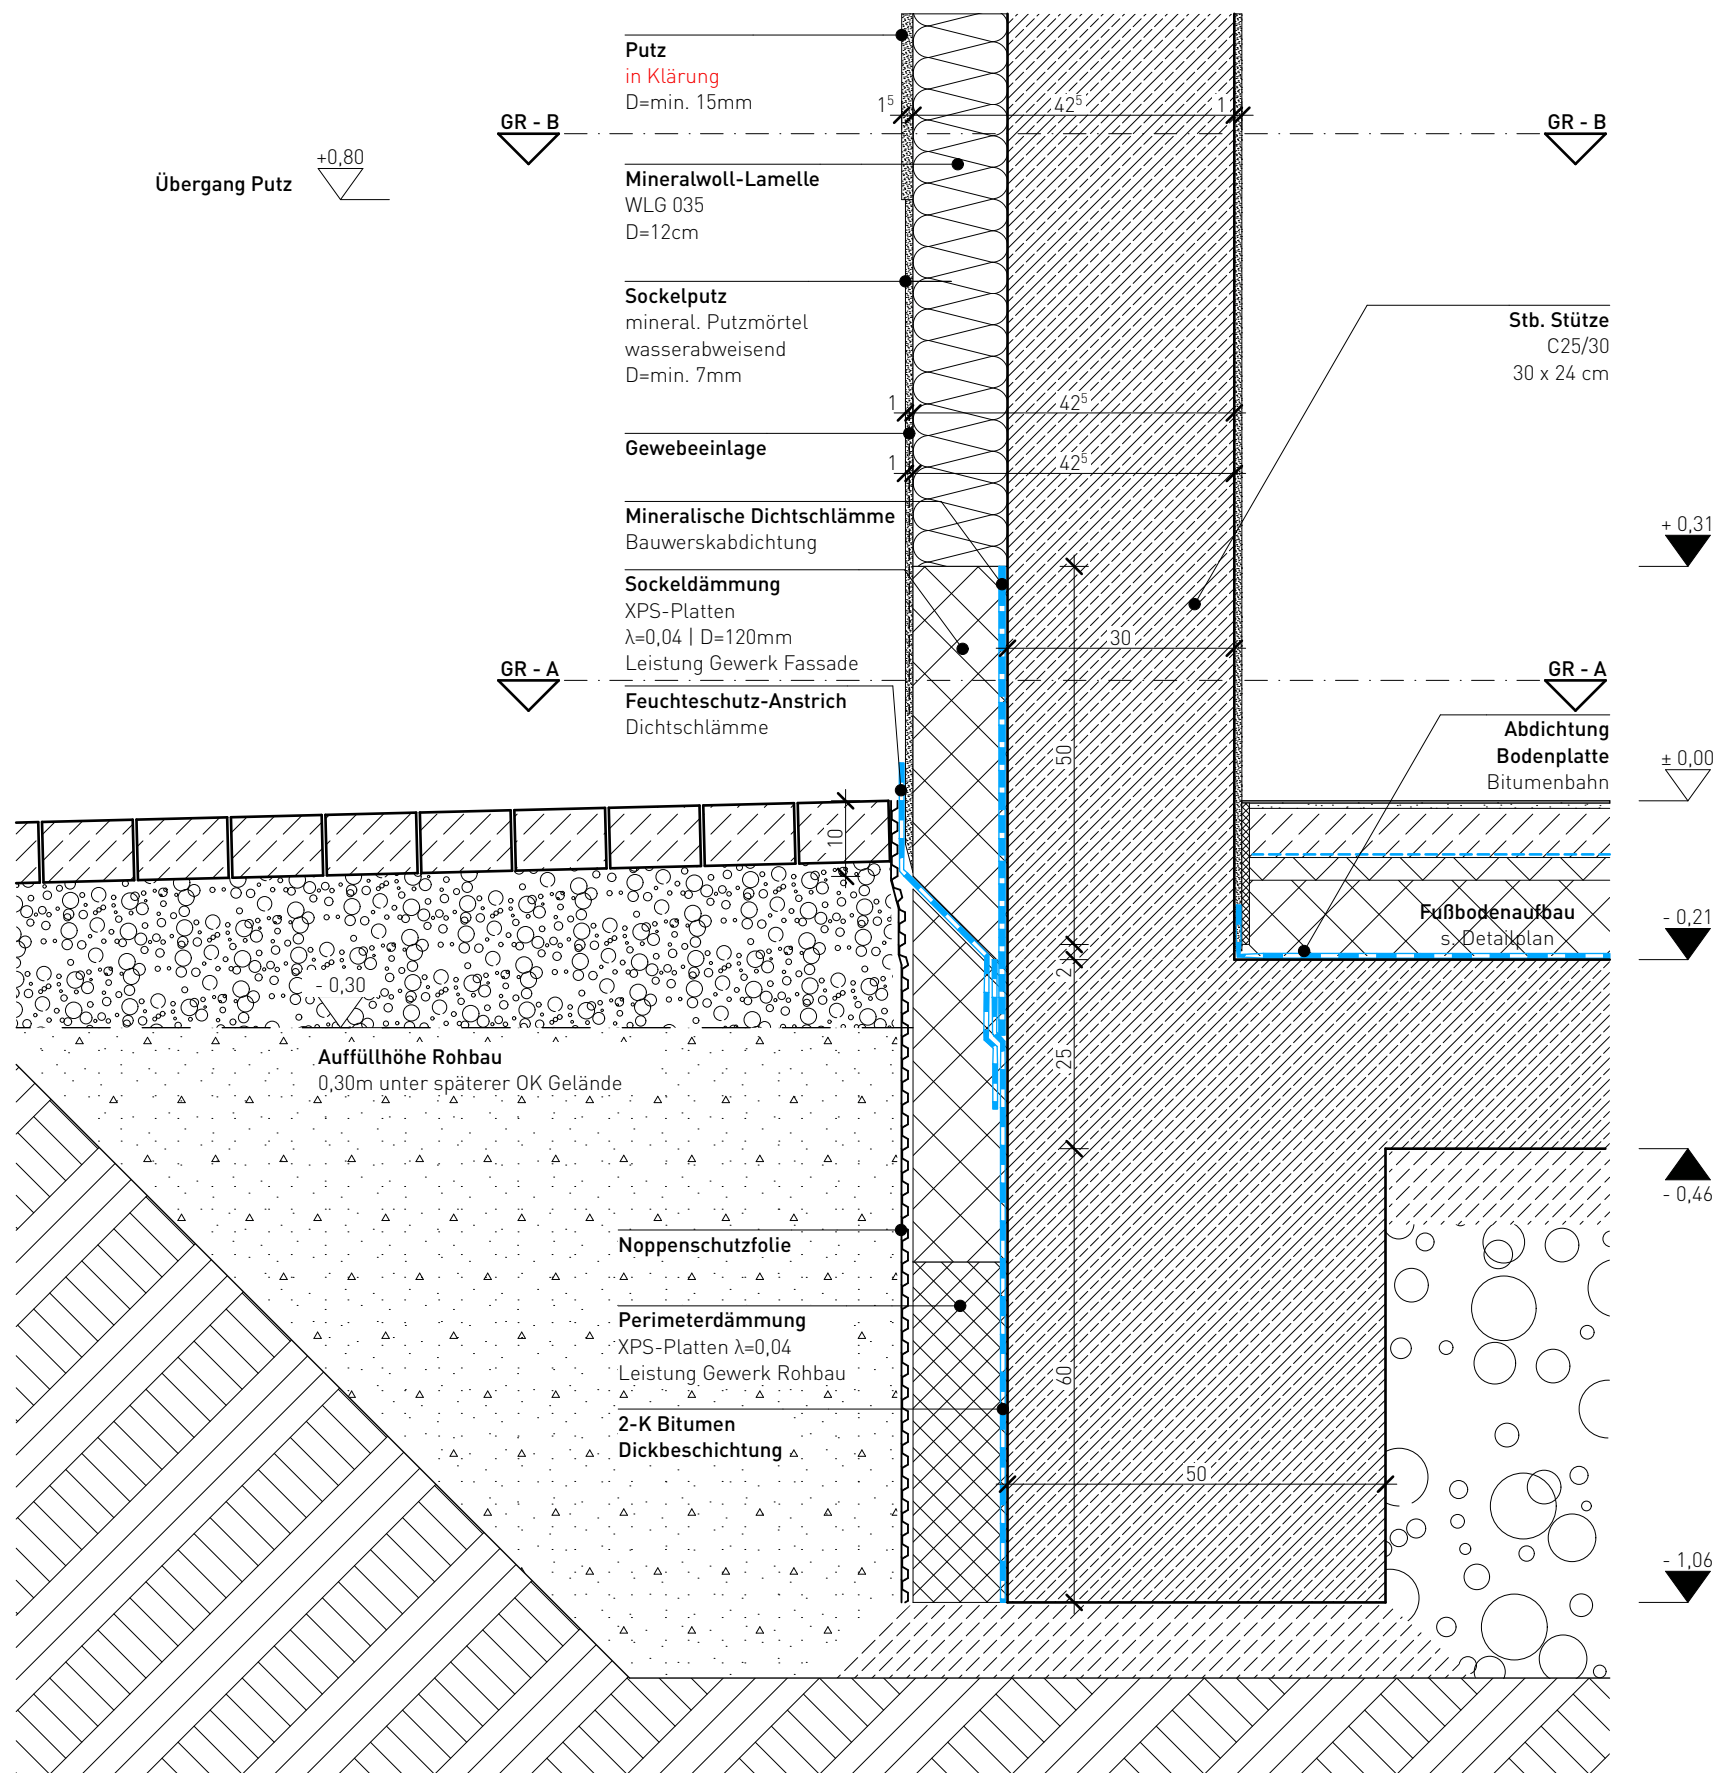 Putz
in Klärung
D=min. 15mm
1⁵
42⁵
1
GR - B
GR - B
+0,80
Übergang Putz
Mineralwoll-Lamelle
WLG 035
D=12cm
Sockelputz
mineral. Putzmörtel
wasserabweisend
D=min. 7mm
Stb. Stütze
C25/30
30 x 24 cm
1
42⁵
Gewebeeinlage
1
42⁵
Mineralische Dichtschlämme
Bauwerskabdichtung
+ 0,31
Sockeldämmung
XPS-Platten
λ=0,04 | D=120mm
Leistung Gewerk Fassade
30
GR - A
GR - A
Feuchteschutz-Anstrich
Dichtschlämme
Abdichtung
Bodenplatte
Bitumenbahn
50
± 0,00
10
Fußbodenaufbau
s. Detailplan
- 0,21
2
- 0,30
Auffüllhöhe Rohbau
0,30m unter späterer OK Gelände
25
- 0,46
Noppenschutzfolie
Perimeterdämmung
XPS-Platten λ=0,04
Leistung Gewerk Rohbau
60
2-K Bitumen
Dickbeschichtung
50
- 1,06